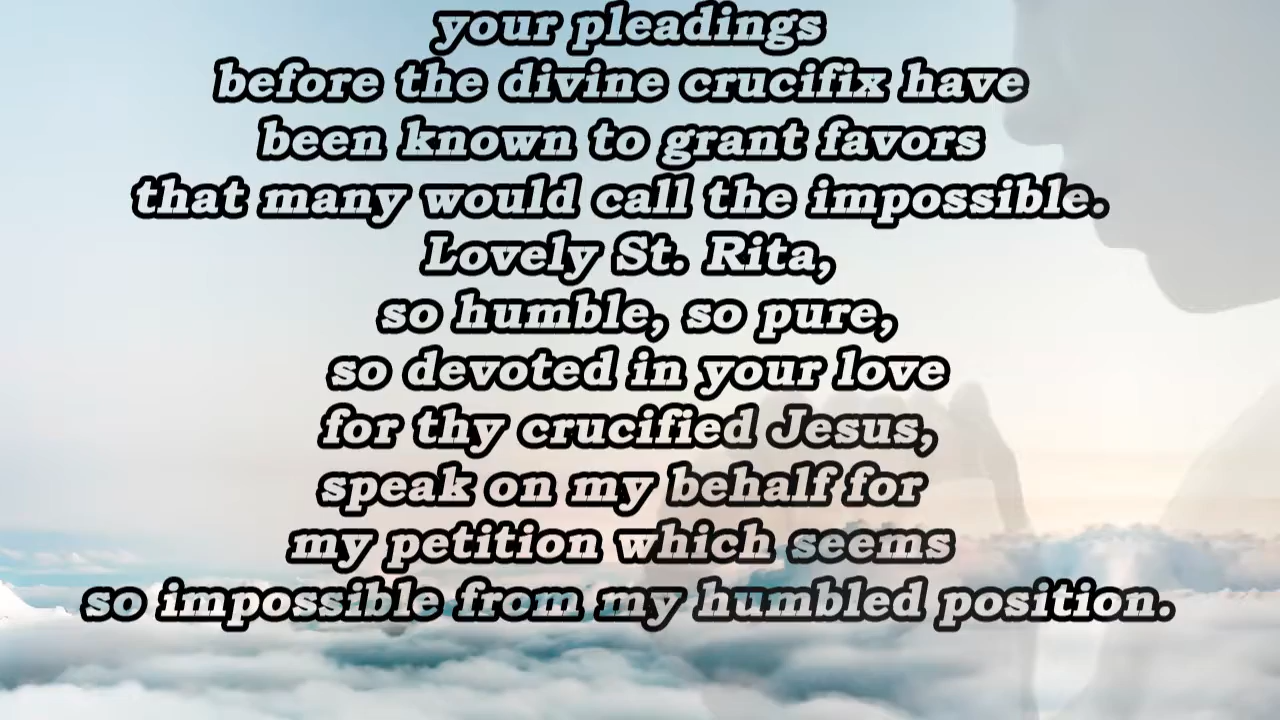 your pleadings
before the divine crucifix have
been known to grant favors
that many would call the impossible.
Lovely St. Rita,
so humble, so pure,
so devoted in your love
for thy crucified Jesus,
speak on my behalf for
my petition which seems
so impossible from my humbled position.